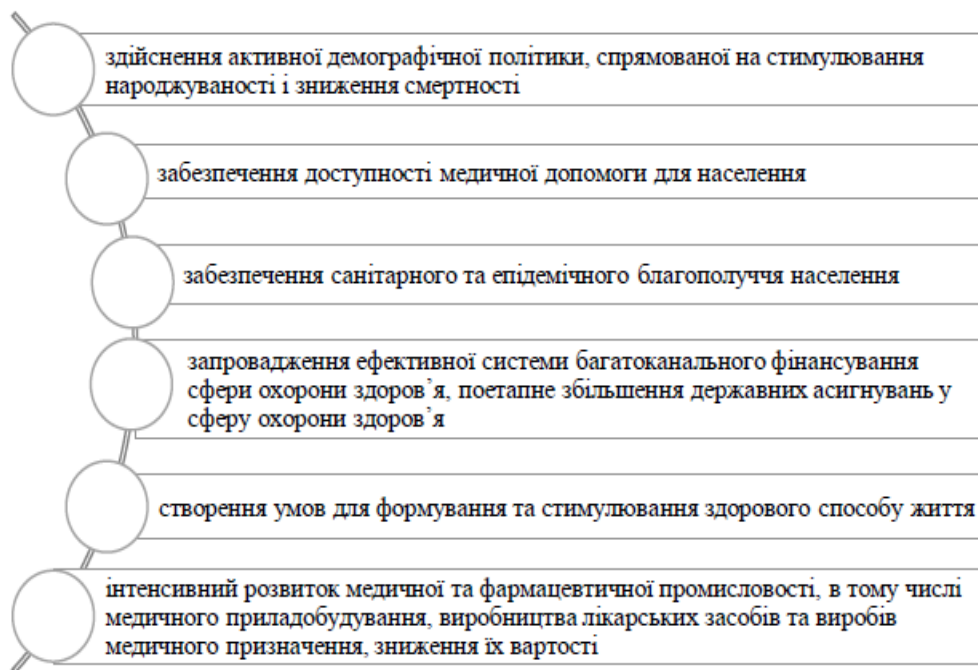 здійснення активної демографічної політики, спрямованої на стимулювання
народжуваності і зниження смертності
забезпечення доступності медичної допомоги для населення
забезпечення санітарного та епідемічного благополуччя населення
запровадження ефективної системи багатоканального фінансування
сфери охорони здоров’я, поетапне збільшення державних асигнувань у
сферу охорони здоров’я
створення умов для формування та стимулювання здорового способу життя
інтенсивний розвиток медичної та фармацевтичної промисловості, в тому числі
медичного приладобудування, виробництва лікарських засобів та виробів
медичного призначення, зниження їх вартості